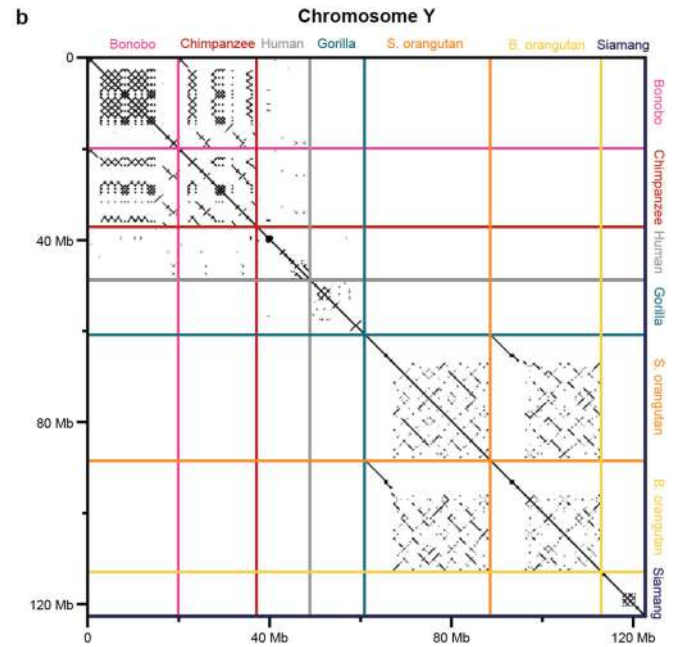 b
Chromosome Y
Bonobo Chimpanzee Human Gorilla S. orangutan B. orangutan Siamang
0
40 Mb
80 Mb
120 Mb
Bonobo
Chimpanzee
Human
Gorilla
S. orangutan
B. orangutan
Siamang
0 40 Mb 80 Mb 120 Mb